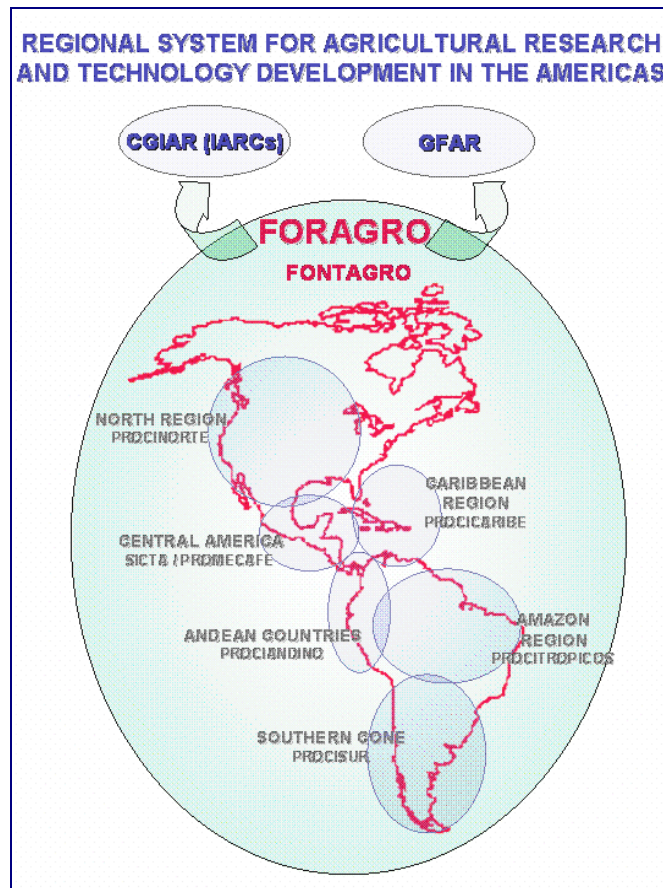 REGIONAL SYSTEM FOR AGRICULTURAL RESEARCH
AND TECHNOLOGY DEVELOPMENT IN THE AMERICAS
CGIAR (IARCs)
GFAR
FORAGRO
FONTAGRO
NORTH REGION
PROCINORTE
CARIBBEAN
REGION
PROCICARIBE
CENTRAL AMERICA
SICTA / PROMECAFE
AMAZON
REGION
PROCITROPICOS
ANDEAN COUNTRIES
PROCIANDINO
SOUTHERN CONE
PROCISUR